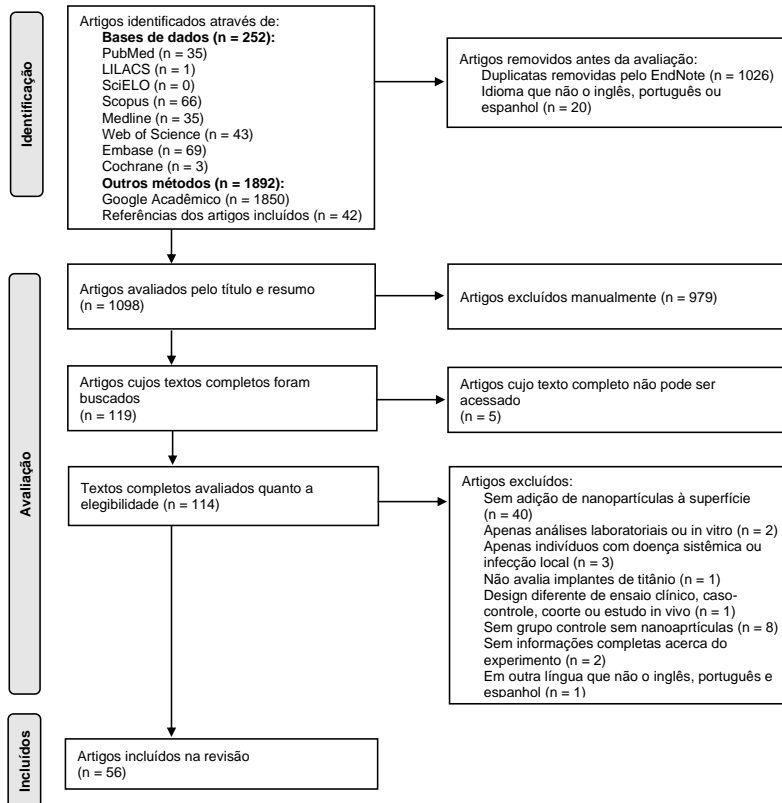 Identificação
Artigos identificados através de:
Bases de dados (n = 252):
PubMed (n = 35)
LILACS (n = 1)
SciELO (n = 0)
Scopus (n = 66)
Medline (n = 35)
Web of Science (n = 43)
Embase (n = 69)
Cochrane (n = 3)
Outros métodos (n = 1892):
Google Acadêmico (n = 1850)
Referências dos artigos incluídos (n = 42)
Artigos removidos antes da avaliação:
Duplicatas removidas pelo EndNote (n = 1026)
Idioma que não o inglês, português ou
espanhol (n = 20)
Avaliação
Artigos avaliados pelo título e resumo
(n = 1098)
Artigos excluídos manualmente (n = 979)
Artigos cujos textos completos foram
buscados
(n = 119)
Artigos cujo texto completo não pode ser
acessado
(n = 5)
Textos completos avaliados quanto a
elegibilidade (n = 114)
Artigos excluídos:
Sem adição de nanopartículas à superfície
(n = 40)
Apenas análises laboratoriais ou in vitro (n = 2)
Apenas indivíduos com doença sistêmica ou
infecção local (n = 3)
Não avalia implantes de titânio (n = 1)
Design diferente de ensaio clínico, caso-
controle, coorte ou estudo in vivo (n = 1)
Sem grupo controle sem nanoaprtículas (n = 8)
Sem informações completas acerca do
experimento (n = 2)
Em outra língua que não o inglês, português e
espanhol (n = 1)
Incluídos
Artigos incluídos na revisão
(n = 56)